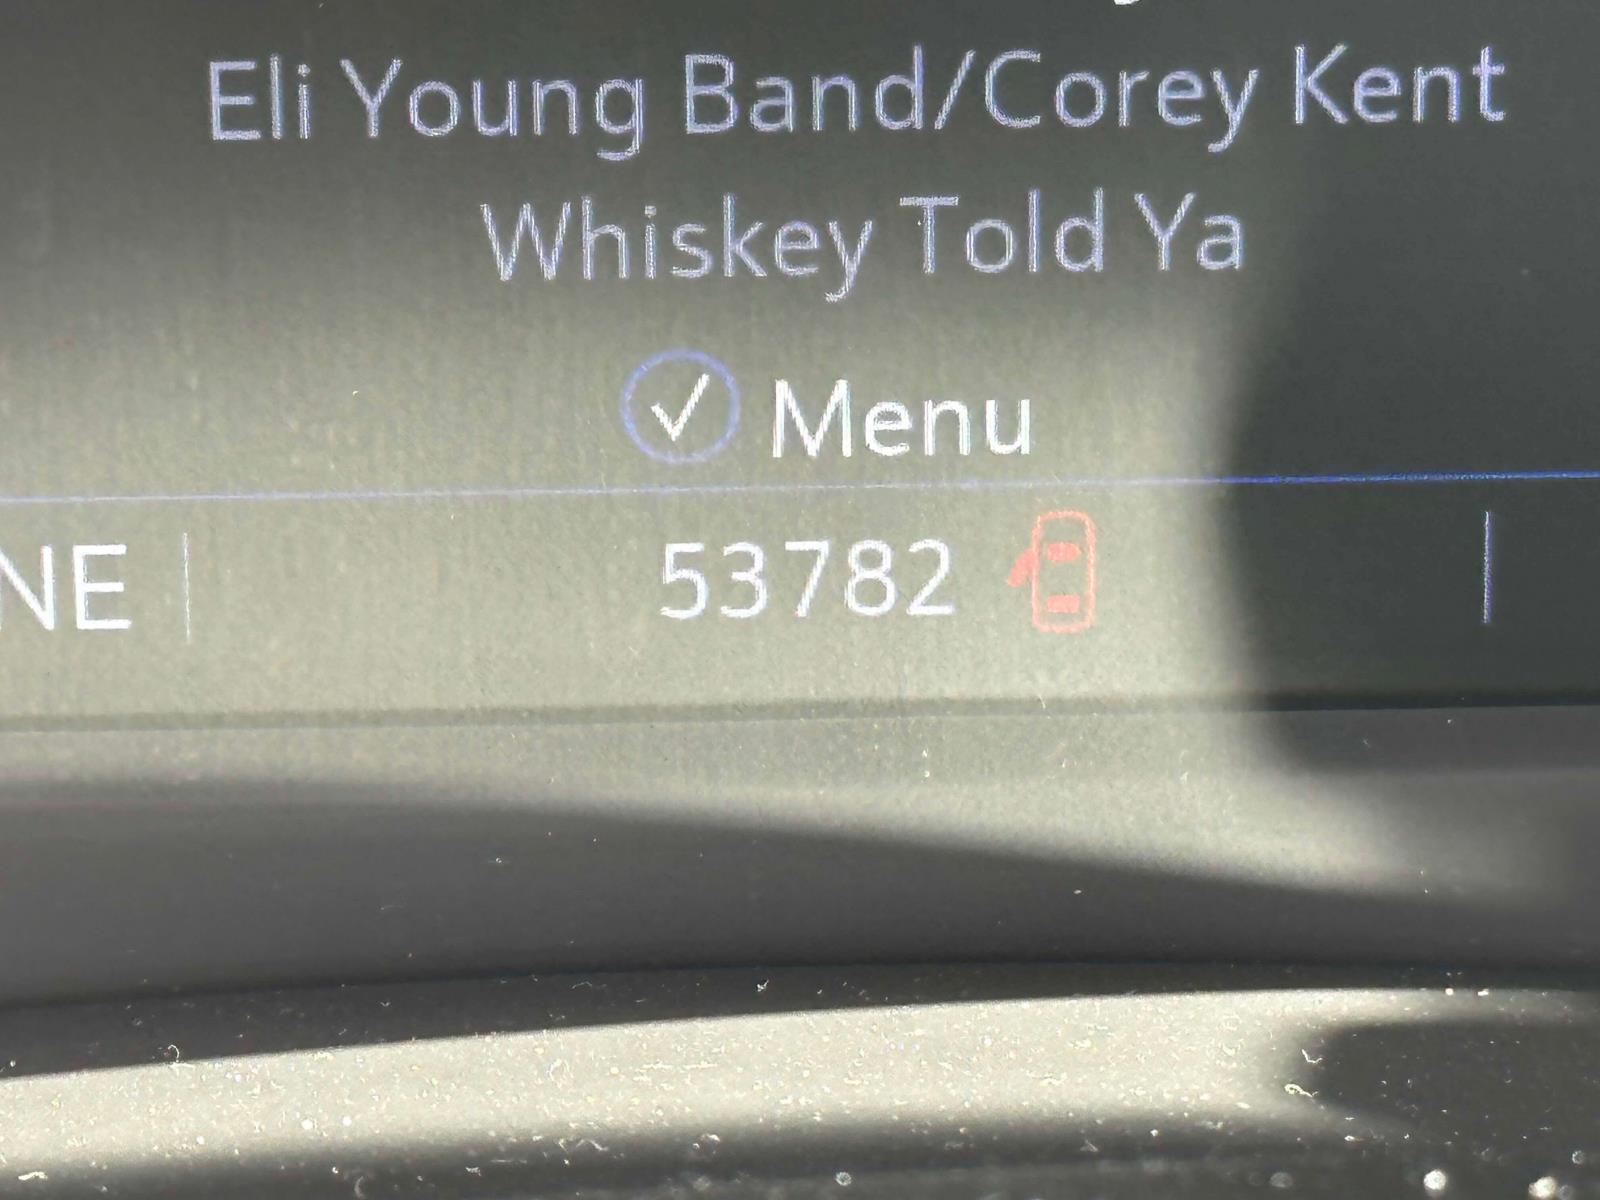 Eli Young Band/Corey Kent
Whiskey Told Ya
Menu
NE
53782